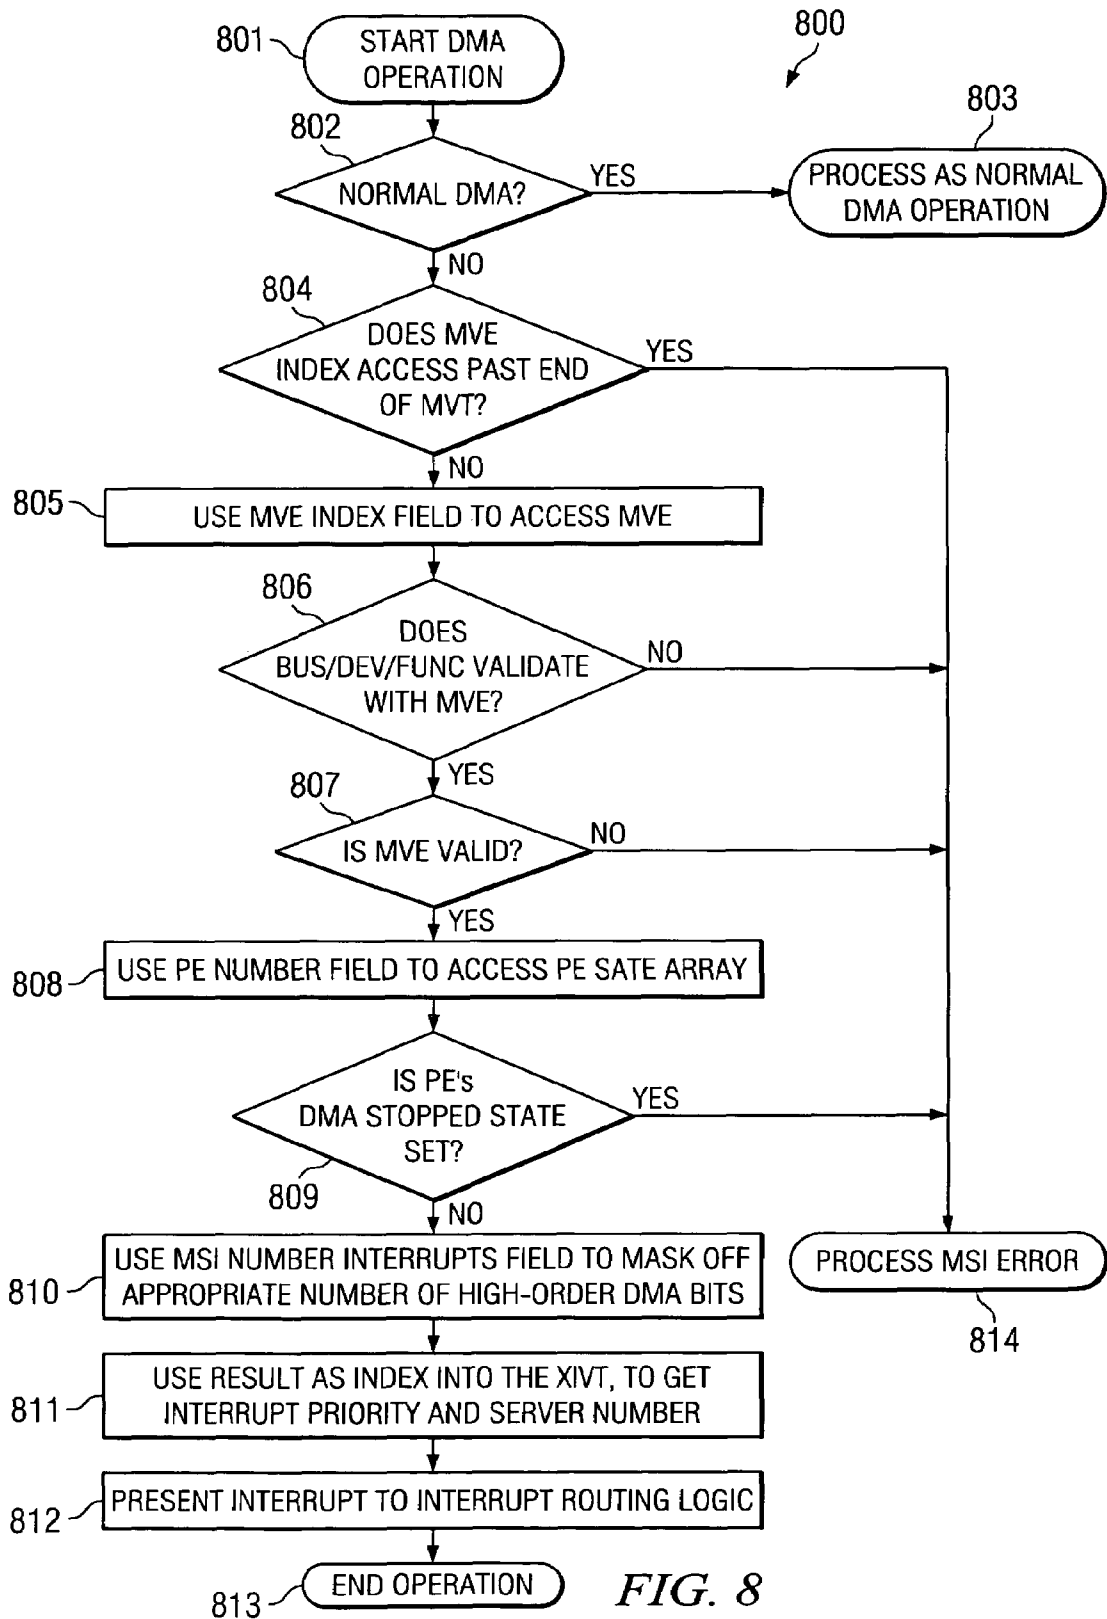 801
START DMA
OPERATION
800
802
NORMAL DMA?
YES
803
PROCESS AS NORMAL
DMA OPERATION
NO
804
DOES MVE
INDEX ACCESS PAST END
OF MVT?
YES
NO
805
USE MVE INDEX FIELD TO ACCESS MVE
806
DOES
BUS/DEV/FUNC VALIDATE
WITH MVE?
NO
YES
807
IS MVE VALID?
NO
YES
808
USE PE NUMBER FIELD TO ACCESS PE SATE ARRAY
IS PE's
DMA STOPPED STATE
SET?
YES
809
NO
810
USE MSI NUMBER INTERRUPTS FIELD TO MASK OFF
APPROPRIATE NUMBER OF HIGH-ORDER DMA BITS
PROCESS MSI ERROR
814
811
USE RESULT AS INDEX INTO THE XIVT, TO GET
INTERRUPT PRIORITY AND SERVER NUMBER
812
PRESENT INTERRUPT TO INTERRUPT ROUTING LOGIC
813
END OPERATION
FIG. 8